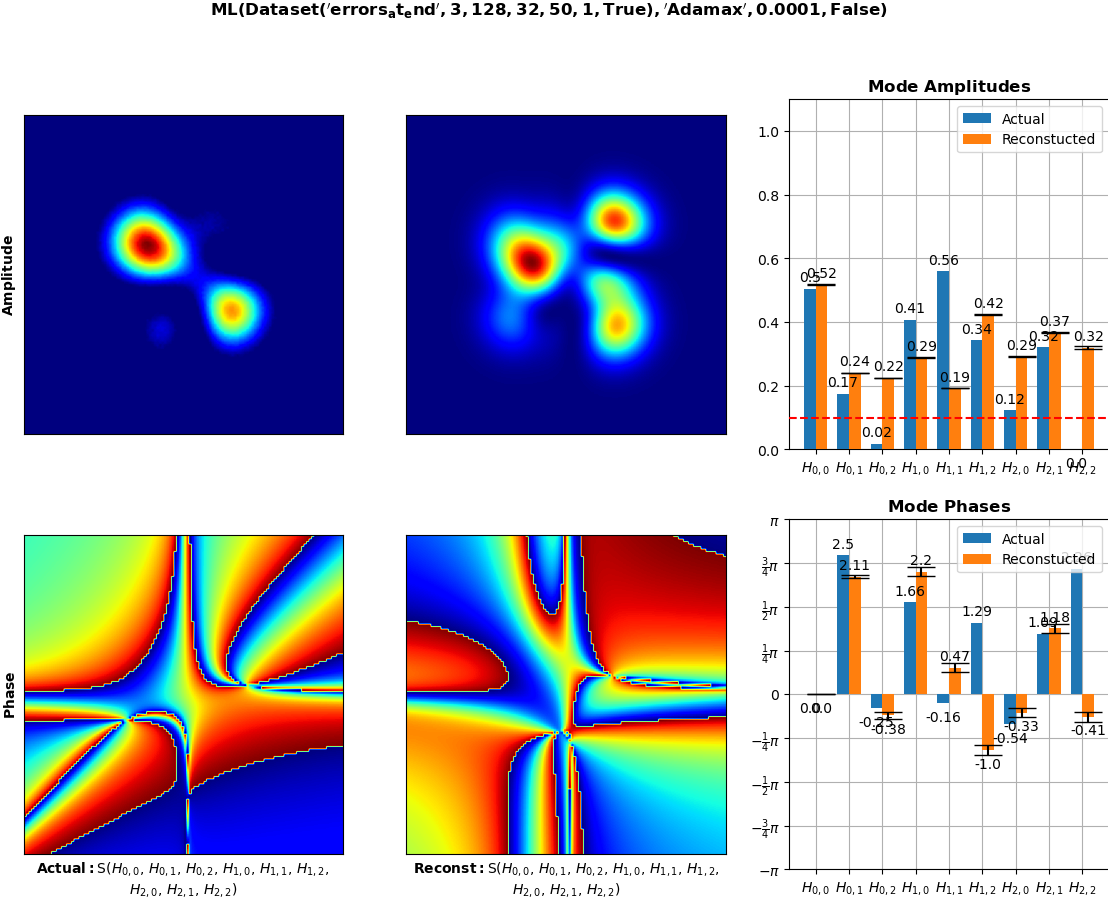 ML(Dataset('errors_at_end', 3, 128, 32, 50, 1, True), 'Adamax', 0.0001, False)
Mode Amplitudes
Amplitude
Actual
Reconstucted
1.0
0.8
0.6
0.4
0.2
0.0
0.5
0.52
0.17
0.24
0.02
0.22
0.41
0.29
0.56
0.19
0.34
0.42
0.12
0.29
0.32
0.37
0.0
0.32
H0,0 H0,1 H0,2 H1,0 H1,1 H1,2 H2,0 H2,1 H2,2
Mode Phases
Phase
Actual
Reconstucted
π
3/4π
1/2π
1/4π
0
−1/4π
−1/2π
−3/4π
−π
0.0
0.0
2.5
2.11
-0.25
-0.38
1.66
2.2
-0.16
0.47
1.29
-1.0
-0.54
-0.33
1.09
1.18
-0.41
H0,0 H0,1 H0,2 H1,0 H1,1 H1,2 H2,0 H2,1 H2,2
Actual: S(H0,0, H0,1, H0,2, H1,0, H1,1, H1,2,
H2,0, H2,1, H2,2)
Reconst: S(H0,0, H0,1, H0,2, H1,0, H1,1, H1,2,
H2,0, H2,1, H2,2)